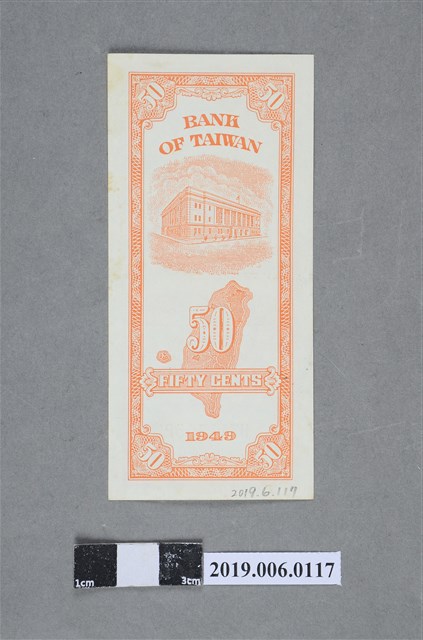 50 50
BANK
OF TAIWAN
50
FIFTY CENTS
1949
50 50
2019.6.117
1cm 3cm
2019.006.0117